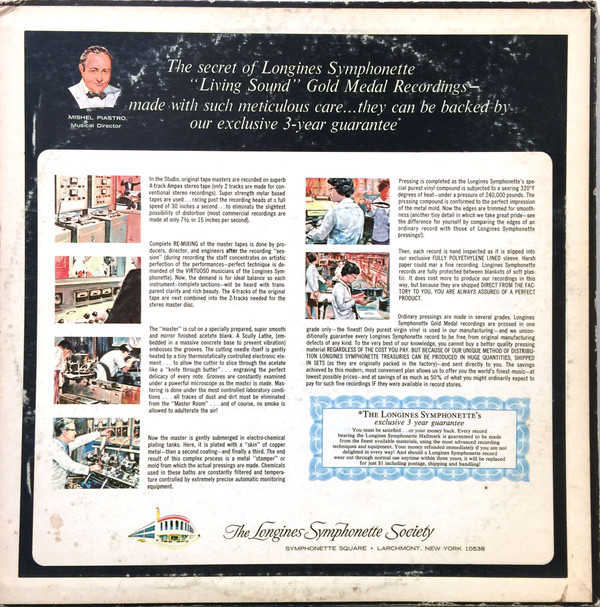 The secret of Longines Symphonette
"Living Sound" Gold Medal Recordings—
made with such meticulous care...they can be backed by
our exclusive 3-year guarantee*
MISHEL PIASTRO,
Musical Director
In the Studio, original tape masters are recorded on superb
4-track Ampex stereo tape (only 2 tracks are made for con-
ventional stereo recordings). Super strength mylar based
tapes are used . . . racing past the recording heads at a full
speed of 30 inches a second . . . to eliminate the slightest
possibility of distortion (most commercial recordings are
made at only 7½ or 15 inches per second).
Complete RE-MIXING of the master tapes is done by pro-
ducers, director, and engineers after the recording "ses-
sion" (during recording the staff concentrates on artistic
perfection of the performances—perfect technique is de-
manded of the VIRTUOSO musicians of the Longines Sym-
phonette). Now, the demand is for ideal balance so each
instrument—complete sections—will be heard with trans-
parent clarity and rich beauty. The 4-tracks of the original
tape are next combined into the 2-tracks needed for the
stereo master disc.
The "master" is cut on a specially prepared, super smooth
and mirror finished acetate blank. A Scully Lathe, (em-
bedded in a massive concrete base to prevent vibration)
embosses the grooves. The cutting needle itself is gently
heated by a tiny thermostatically controlled electronic ele-
ment . . . to allow the cutter to slice through the acetate
like a "knife through butter" . . . engraving the perfect
delicacy of every note. Grooves are constantly examined
under a powerful microscope as the master is made. Mas-
tering is done under the most controlled laboratory condi-
tions . . . all traces of dust and dirt must be eliminated
from the "Master Room" . . . and of course, no smoke is
allowed to adulterate the air!
Now the master is gently submerged in electro-chemical
plating tanks. Here, it is plated with a "skin" of copper
metal—then a second coating—and finally a third. The end
result of this complex process is a metal "stamper" or
mold from which the actual pressings are made. Chemicals
used in these baths are constantly filtered and tempera-
ture controlled by extremely precise automatic monitoring
equipment.
Pressing is completed as the Longines Symphonette's spe-
cial purest vinyl compound is subjected to a searing 320°F
degrees of heat—under a pressure of 240,000 pounds. The
pressing compound is conformed to the perfect impression
of the metal mold. Now the edges are trimmed for smooth-
ness (another tiny detail in which we take great pride—see
the difference for yourself by comparing the edges of an
ordinary record with those of Longines Symphonette
pressings!).
Then, each record is hand inspected as it is slipped into
our exclusive FULLY POLYETHYLENE LINED sleeve. Harsh
paper could mar a fine recording. Longines Symphonette
records are fully protected between blankets of soft plas-
tic. It does cost more to produce our recordings in this
way, but because they are shipped DIRECT FROM THE FAC-
TORY TO YOU, YOU ARE ALWAYS ASSURED OF A PERFECT
PRODUCT.
Ordinary pressings are made in several grades. Longines
Symphonette Gold Medal recordings are pressed in one
grade only—the finest! Only purest virgin vinyl is used in our manufacturing—and we uncon-
ditionally guarantee every Longines Symphonette record to be free from original manufacturing
defects of any kind. To the very best of our knowledge, you cannot buy a better quality pressing
material REGARDLESS OF THE COST YOU PAY. BUT BECAUSE OF OUR UNIQUE METHOD OF DISTRIBU-
TION LONGINES SYMPHONETTE TREASURIES CAN BE PRODUCED IN HUGE QUANTITIES, SHIPPED
IN SETS (as they are originally packed in the factory)—and sent directly to you. The savings
achieved by this modern, most convenient plan allows us to offer you the world's finest music—at
lowest possible prices—and at savings of as much as 50% of what you might ordinarily expect to
pay for such fine recordings IF they were available in record stores.
*THE LONGINES SYMPHONETTE'S
exclusive 3 year guarantee
You must be satisfied . . or your money back. Every record
bearing the Longines Symphonette Hallmark is guaranteed to be made
from the finest available materials, using the most advanced recording
techniques and equipment. Your money refunded immediately if you are not
delighted in every way! And should a Longines Symphonette record
wear out through normal use anytime within three years, it will be replaced
for just $1 including postage, shipping and handling!
The Longines Symphonette Society
SYMPHONETTE SQUARE • LARCHMONT, NEW YORK 10538